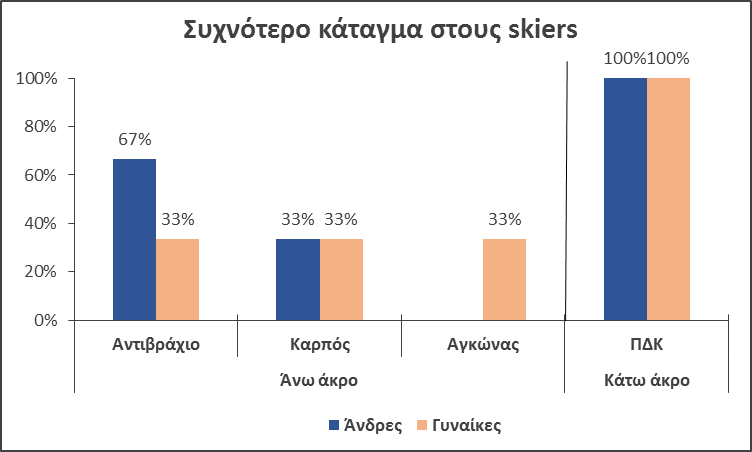 Συχνότερο κάταγμα στους skiers
100%
80%
60%
40%
20%
0%
67%
33%
33%
33%
33%
100%
100%
Αντιβράχιο
Καρπός
Αγκώνας
ΠΔΚ
Άνω άκρο
Κάτω άκρο
Άνδρες
Γυναίκες